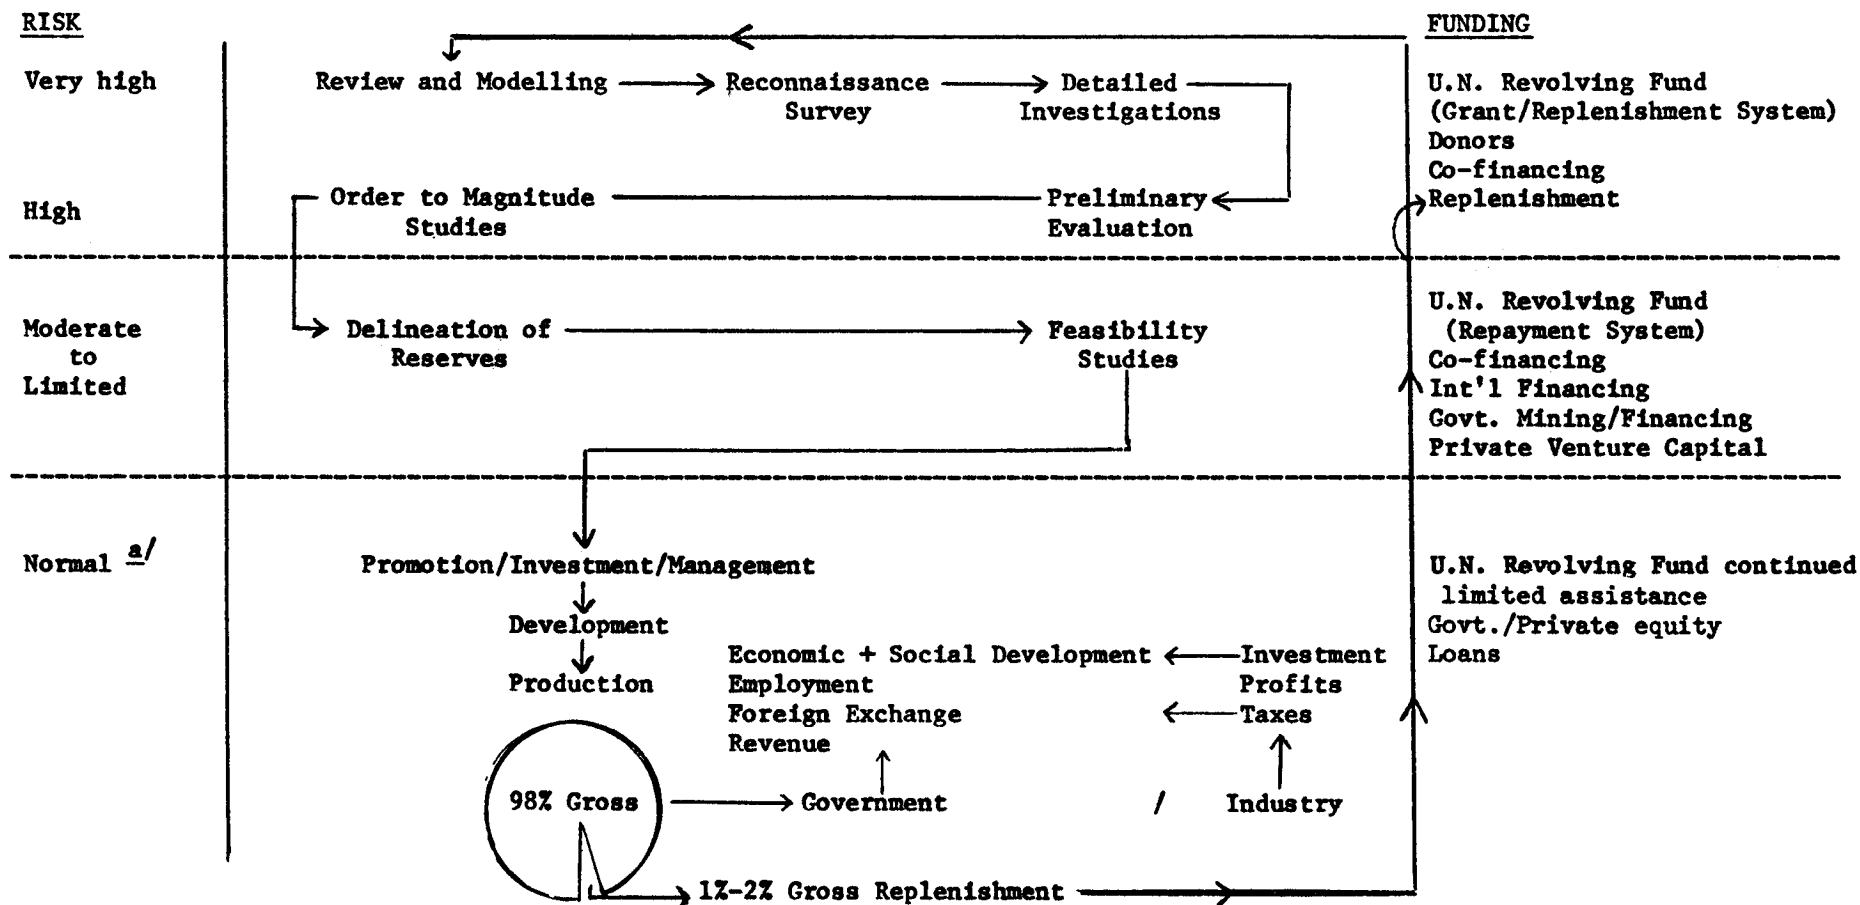 RISK
FUNDING
Very high
Review and Modelling
Reconnaissance
Survey
Detailed
Investigations
U.N. Revolving Fund
(Grant/Replenishment System)
Donors
Co-financing
Replenishment
High
Order to Magnitude
Studies
Preliminary
Evaluation
Moderate
to
Limited
Delineation of
Reserves
Feasibility
Studies
U.N. Revolving Fund
(Repayment System)
Co-financing
Int'l Financing
Govt. Mining/Financing
Private Venture Capital
Normal a/
Promotion/Investment/Management
Development
Production
Economic + Social Development
Employment
Foreign Exchange
Revenue
Investment
Profits
Taxes
U.N. Revolving Fund continued
limited assistance
Govt./Private equity
Loans
98% Gross
Government / Industry
1%-2% Gross Replenishment